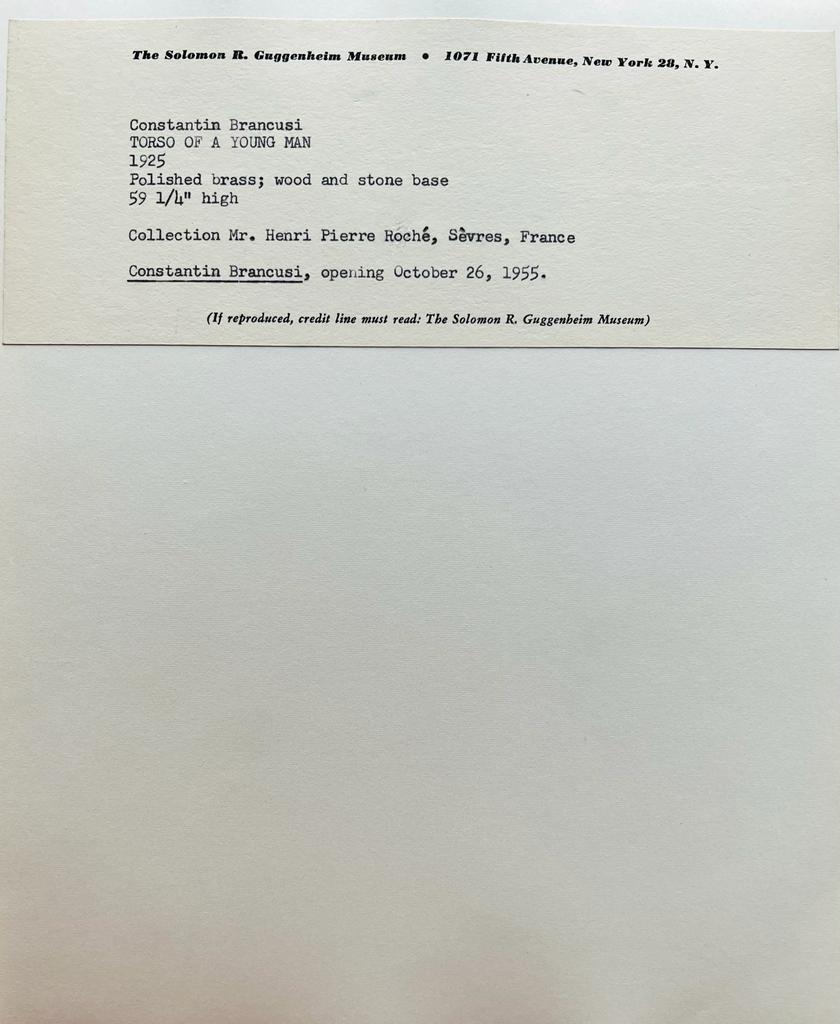 The Solomon R. Guggenheim Museum • 1071 Fifth Avenue, New York 28, N. Y.
Constantin Brancusi
TORSO OF A YOUNG MAN
1925
Polished brass; wood and stone base
59 1/4" high
Collection Mr. Henri Pierre Roché, Sèvres, France
Constantin Brancusi, opening October 26, 1955.
(If reproduced, credit line must read: The Solomon R. Guggenheim Museum)